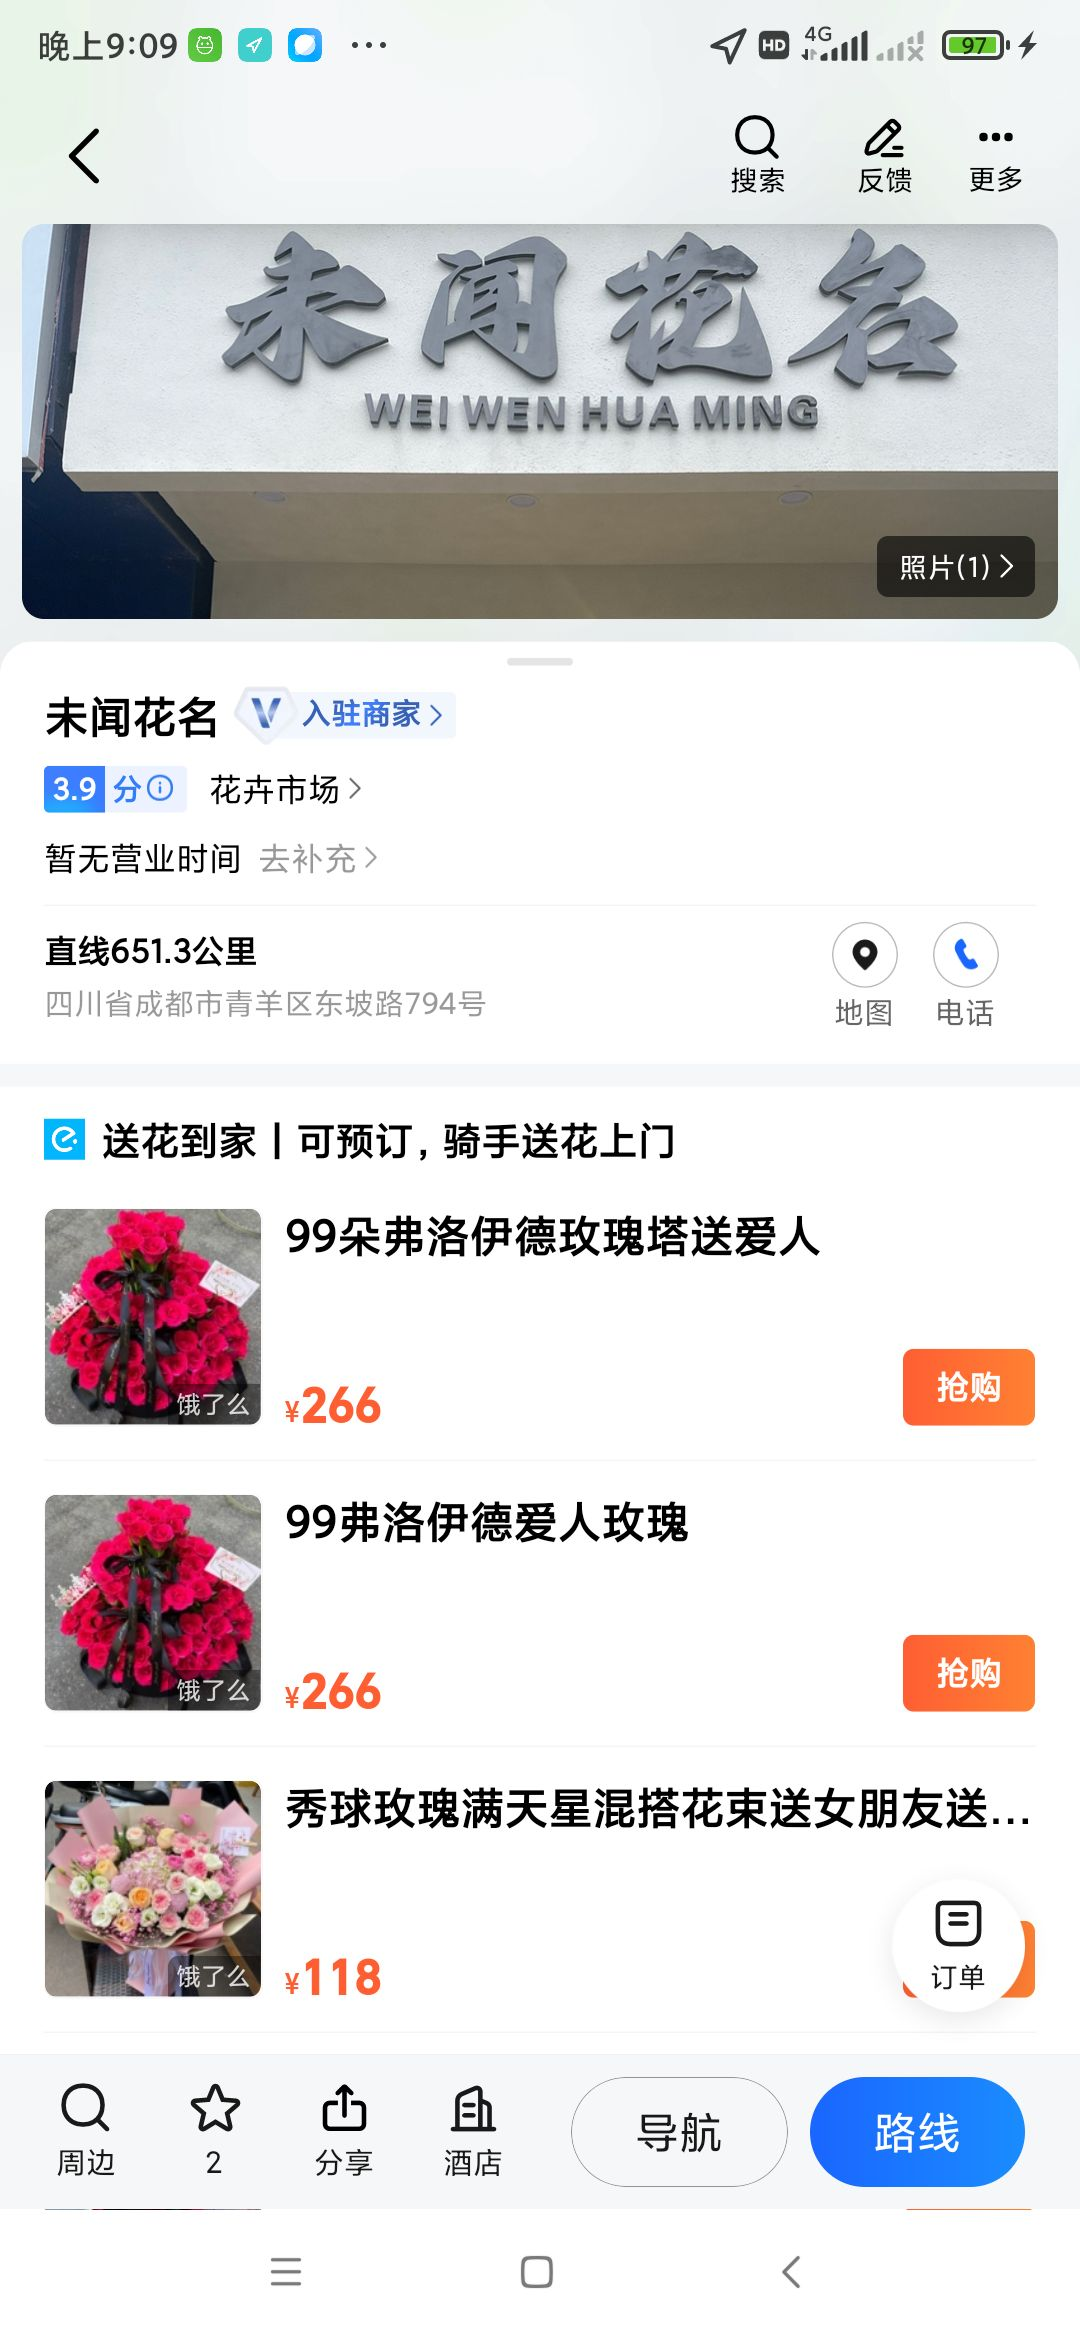 晚上9:09
HD
4G
97
搜索
反馈
更多
未闻花名
WEI WEN HUA MING
照片(1)
未闻花名
V 入驻商家
3.9 分
花卉市场
暂无营业时间 去补充
直线651.3公里
四川省成都市青羊区东坡路794号
地图
电话
送花到家 | 可预订，骑手送花上门
99朵弗洛伊德玫瑰塔送爱人
饿了么
¥266
抢购
99弗洛伊德爱人玫瑰
饿了么
¥266
抢购
秀球玫瑰满天星混搭花束送女朋友送...
饿了么
¥118
订单
周边
2
分享
酒店
导航
路线